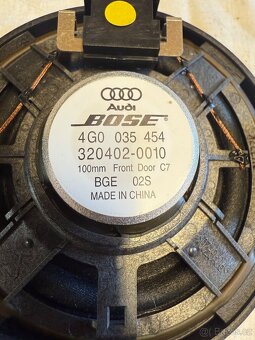 Audi
BOSE
4G0 035 454
320402-0010
100mm Front Door C7
BGE 02S
MADE IN CHINA